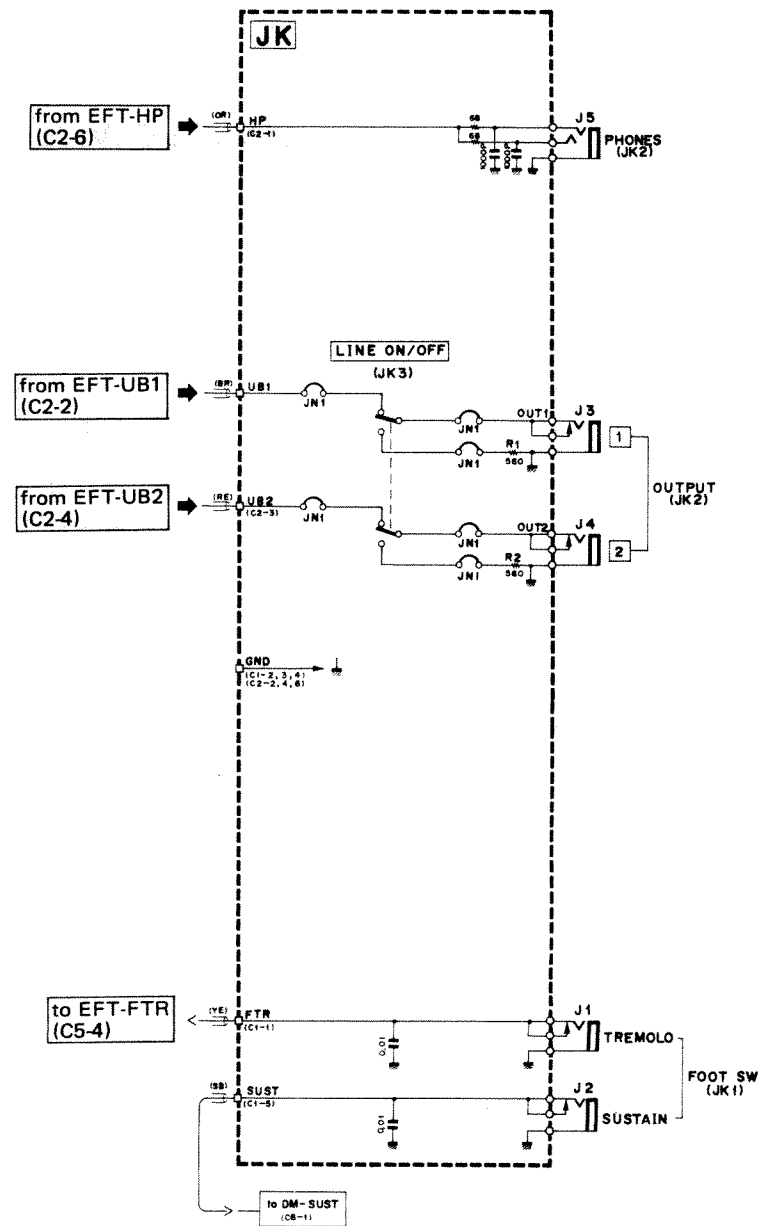 JK
from EFT-HP
(C2-6)
(OR)
HP
(C2-1)
68
68
1000P
1000P
J5
PHONES
(JK2)
LINE ON/OFF
(JK3)
from EFT-UB1
(C2-2)
(BR)
UB1
JN1
JN1
OUT1
J3
1
JN1
R1
560
OUTPUT
(JK2)
from EFT-UB2
(C2-4)
(RE)
UB2
(C2-3)
JN1
JN1
OUT2
J4
2
JN1
R2
560
GND
(C1-2,3,4)
(C2-2,4,6)
to EFT-FTR
(C5-4)
(YE)
FTR
(C1-1)
0.01
J1
TREMOLO
FOOT SW
(JK1)
(SB)
SUST
(C1-5)
0.01
J2
SUSTAIN
to DM-SUST
(C6-1)